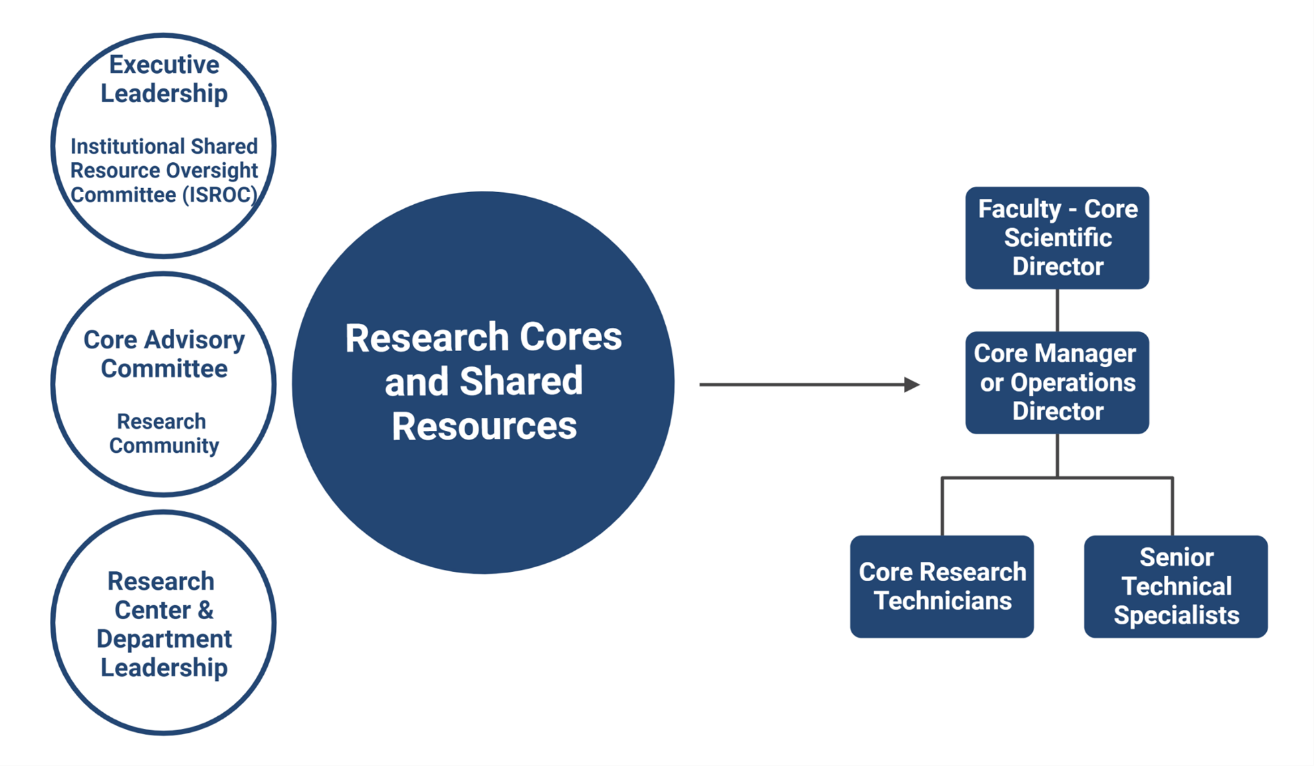 Executive
Leadership
Institutional Shared
Resource Oversight
Committee (ISROC)
Core Advisory
Committee
Research
Community
Research
Center &
Department
Leadership
Research Cores
and Shared
Resources
Faculty - Core
Scientific
Director
Core Manager
or Operations
Director
Core Research
Technicians
Senior
Technical
Specialists